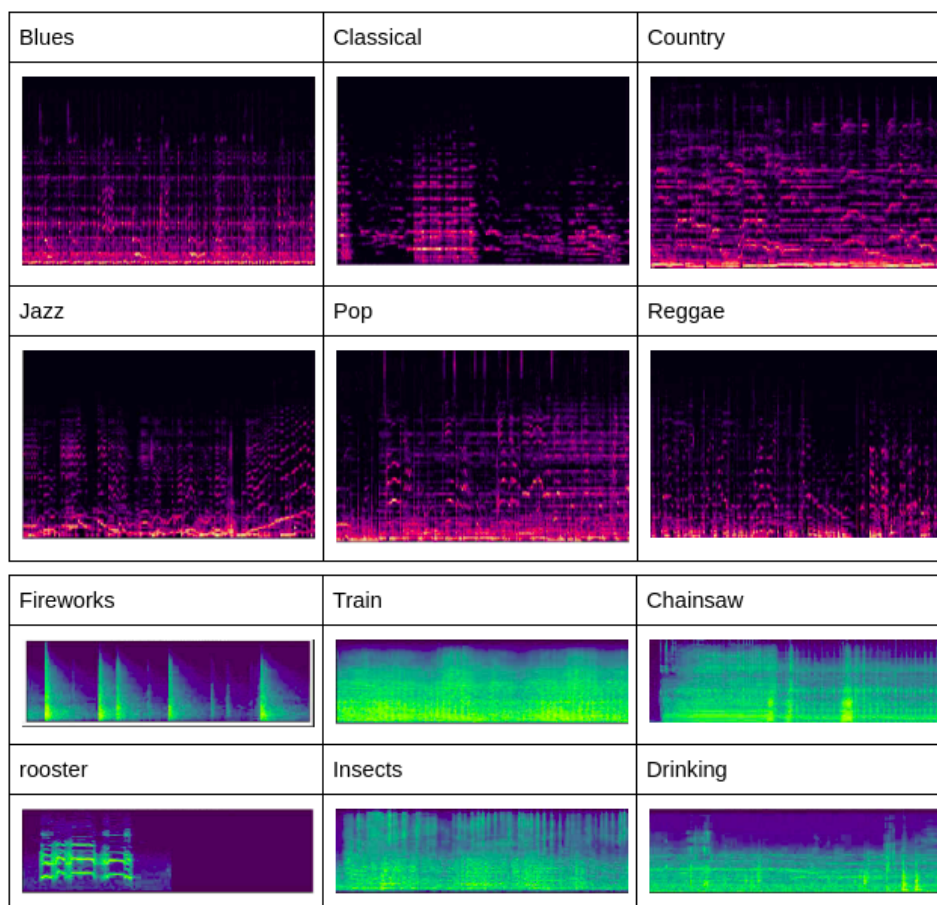 Blues
Classical
Country
Jazz
Pop
Reggae
Fireworks
Train
Chainsaw
rooster
Insects
Drinking